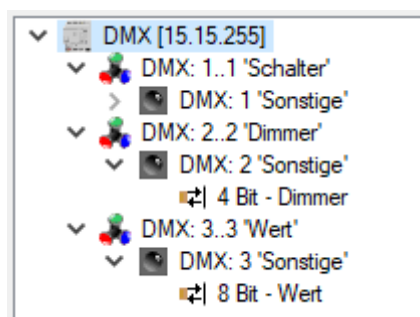 DMX [15.15.255]
DMX: 1..1 'Schalter'
DMX: 1 'Sonstige'
DMX: 2..2 'Dimmer'
DMX: 2 'Sonstige'
4 Bit - Dimmer
DMX: 3..3 'Wert'
DMX: 3 'Sonstige'
8 Bit - Wert